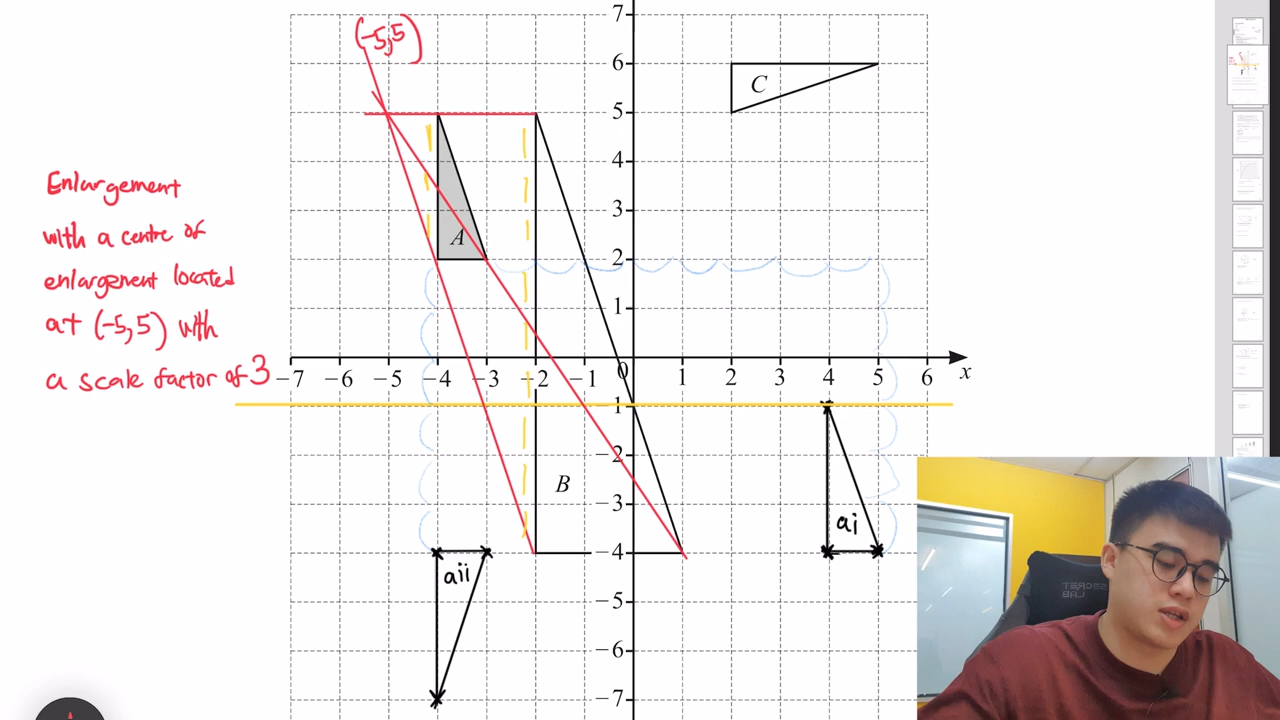 (-5,5)
7
6
C
5
4
Enlargement
3
with a centre of
A
2
enlargement located
1
at (-5,5) with
a scale factor of 3
−7 −6 −5 −4 −3 −2 −1 0 1 2 3 4 5 6 x
−1
−2
B
−3
ai
−4
aii
−5
−6
−7